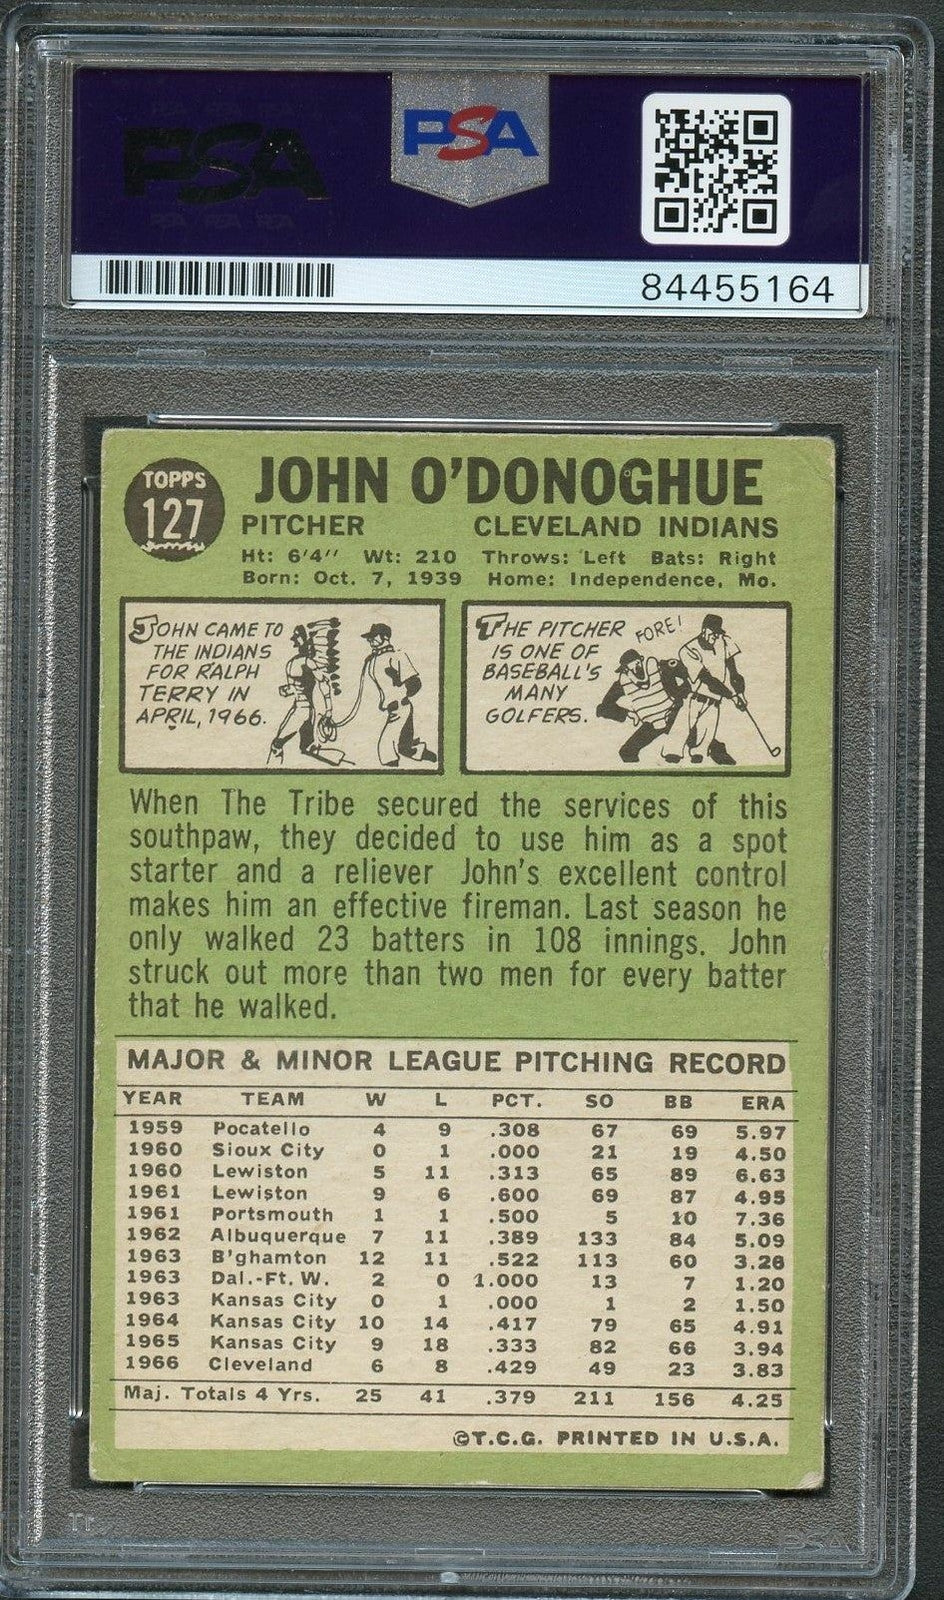 PSA
PSA
84455164
TOPPS
127
JOHN O'DONOGHUE
PITCHER CLEVELAND INDIANS
Ht: 6'4" Wt: 210 Throws: Left Bats: Right
Born: Oct. 7, 1939 Home: Independence, Mo.
JOHN CAME TO
THE INDIANS
FOR RALPH
TERRY IN
APRIL, 1966.
THE PITCHER
IS ONE OF
BASEBALL'S
MANY
GOLFERS.
FORE!
When The Tribe secured the services of this
southpaw, they decided to use him as a spot
starter and a reliever John's excellent control
makes him an effective fireman. Last season he
only walked 23 batters in 108 innings. John
struck out more than two men for every batter
that he walked.
MAJOR & MINOR LEAGUE PITCHING RECORD
YEAR TEAM W L PCT. SO BB ERA
1959 Pocatello 4 9 .308 67 69 5.97
1960 Sioux City 0 1 .000 21 19 4.50
1960 Lewiston 5 11 .313 65 89 6.63
1961 Lewiston 9 6 .600 69 87 4.95
1961 Portsmouth 1 1 .500 5 10 7.36
1962 Albuquerque 7 11 .389 133 84 5.09
1963 B'ghamton 12 11 .522 113 60 3.28
1963 Dal.-Ft. W. 2 0 1.000 13 7 1.20
1963 Kansas City 0 1 .000 1 2 1.50
1964 Kansas City 10 14 .417 79 65 4.91
1965 Kansas City 9 18 .333 82 66 3.94
1966 Cleveland 6 8 .429 49 23 3.83
Maj. Totals 4 Yrs. 25 41 .379 211 156 4.25
©T.C.G. PRINTED IN U.S.A.
PSA